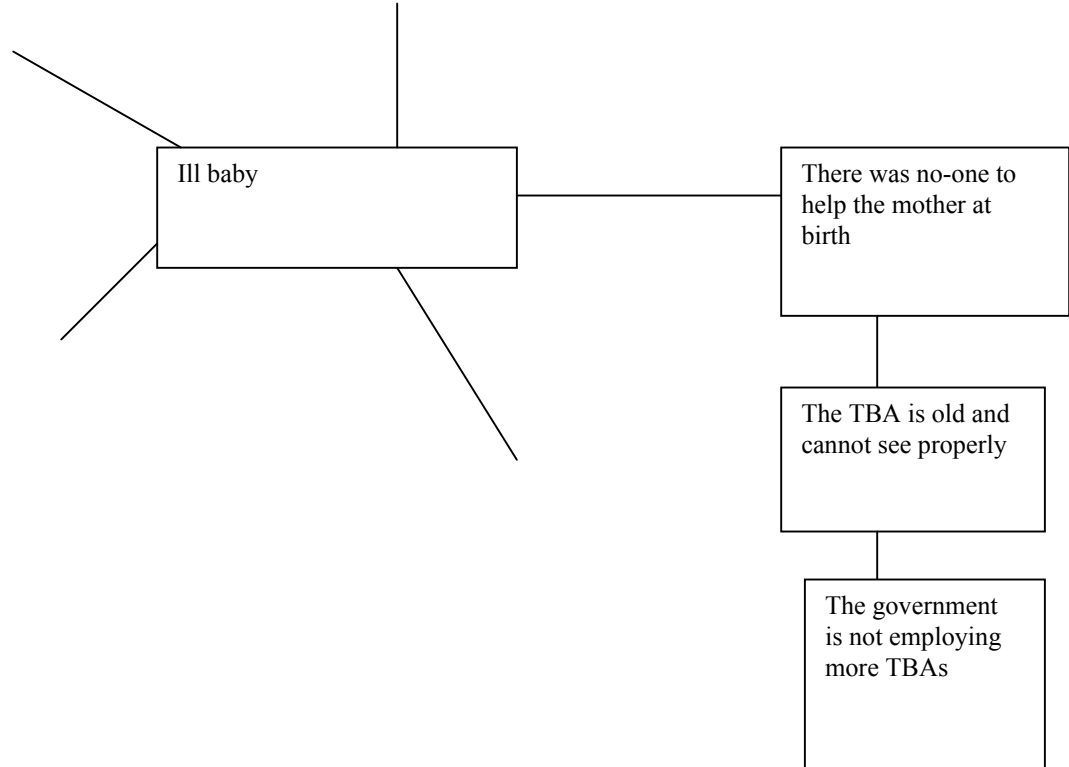 Ill baby
There was no-one to
help the mother at
birth
The TBA is old and
cannot see properly
The government
is not employing
more TBAs